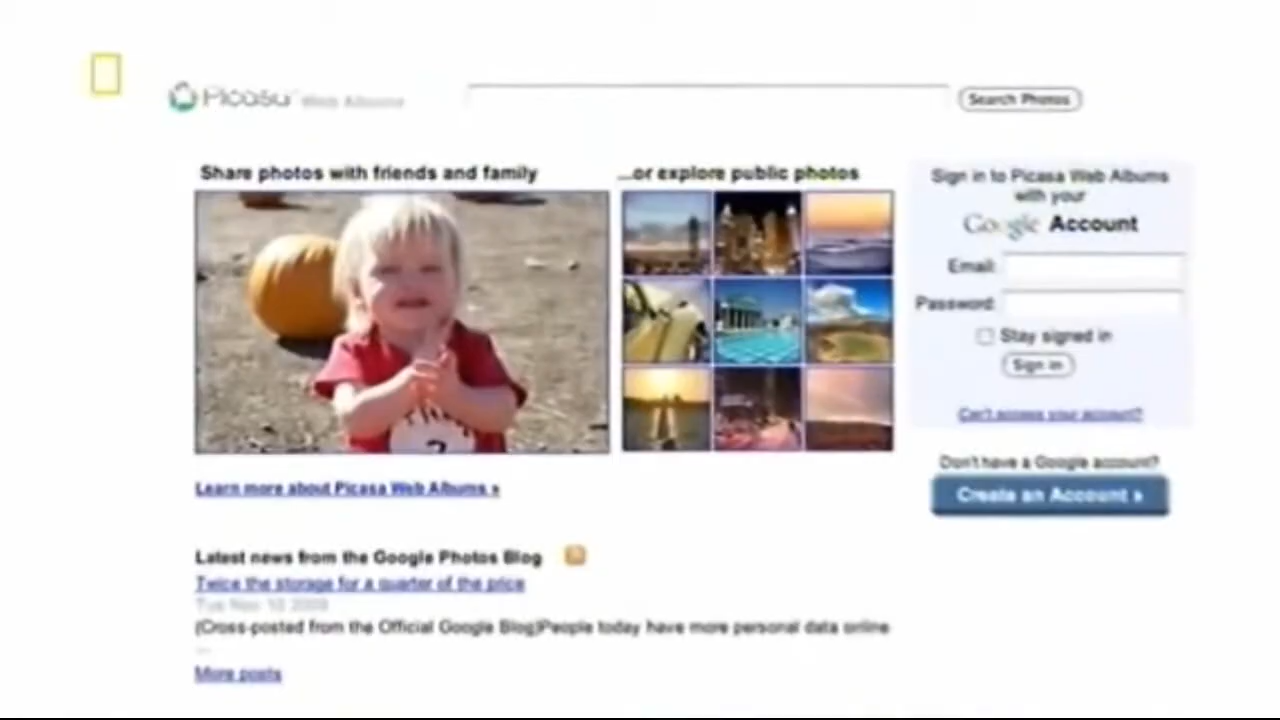 Picasa Web Albums
Search Photos
Share photos with friends and family
...or explore public photos
Sign in to Picasa Web Albums
with your
Google Account
Email:
Password:
Stay signed in
Sign in
Can't access your account?
Don't have a Google account?
Create an Account »
Learn more about Picasa Web Albums »
Latest news from the Google Photos Blog
Twice the storage for a quarter of the price
Tue Nov 10 2009
(Cross-posted from the Official Google Blog)People today have more personal data online
...
More posts